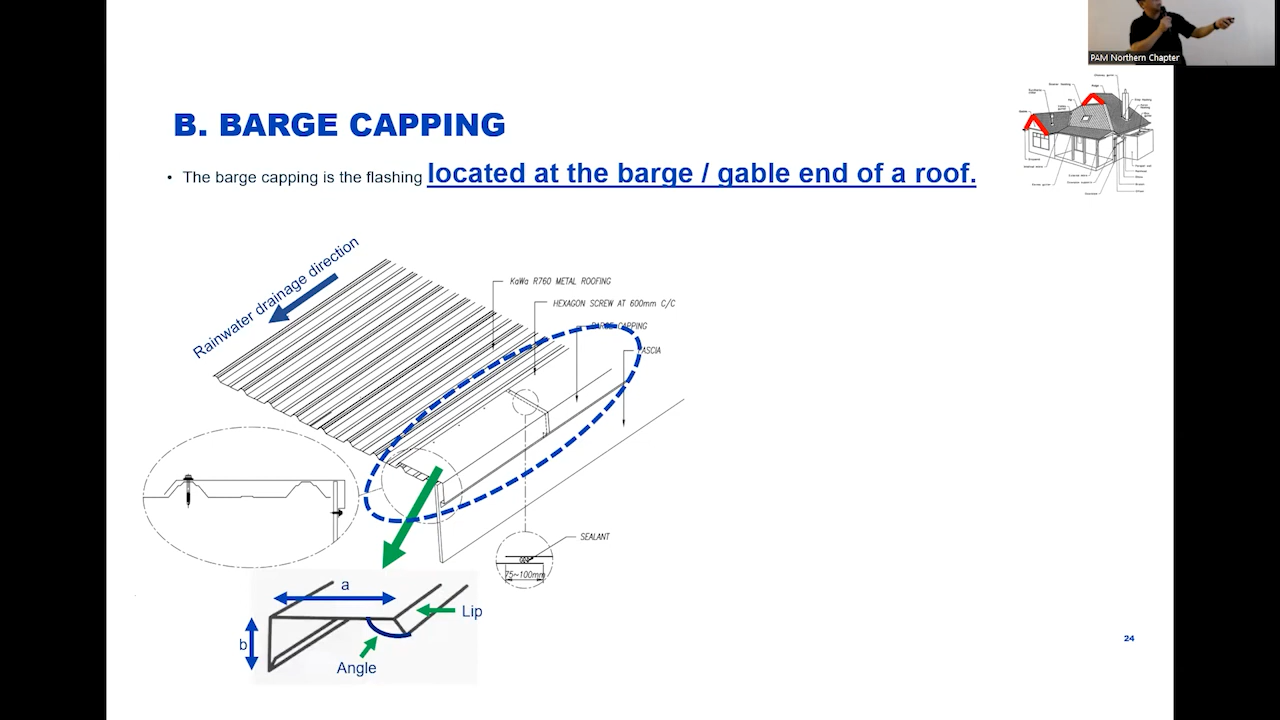 PAM Northern Chapter
B. BARGE CAPPING
• The barge capping is the flashing located at the barge / gable end of a roof.
Rainwater drainage direction
KaWa R760 METAL ROOFING
HEXAGON SCREW AT 600mm C/C
BARGE CAPPING
FASCIA
SEALANT
75~100mm
a
Lip
b
Angle
24